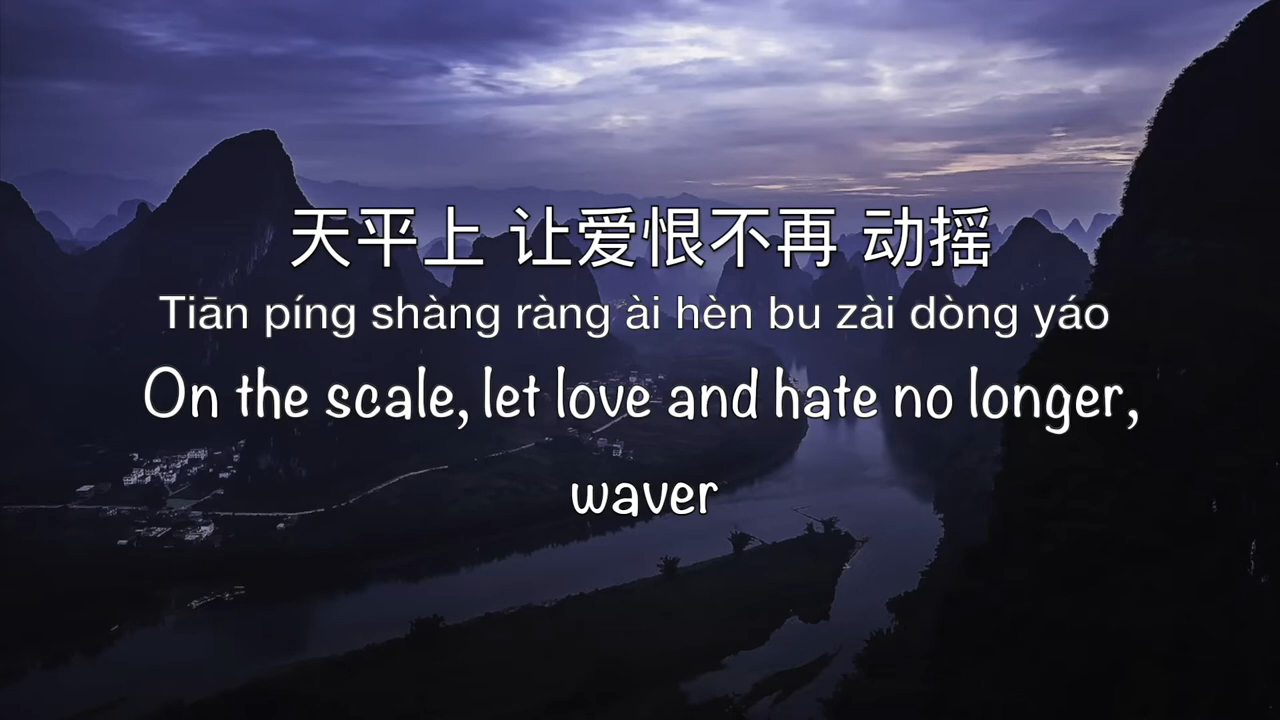 天平上 让爱恨不再 动摇
Tiān píng shàng ràng ài hèn bu zài dòng yáo
On the scale, let love and hate no longer,
waver